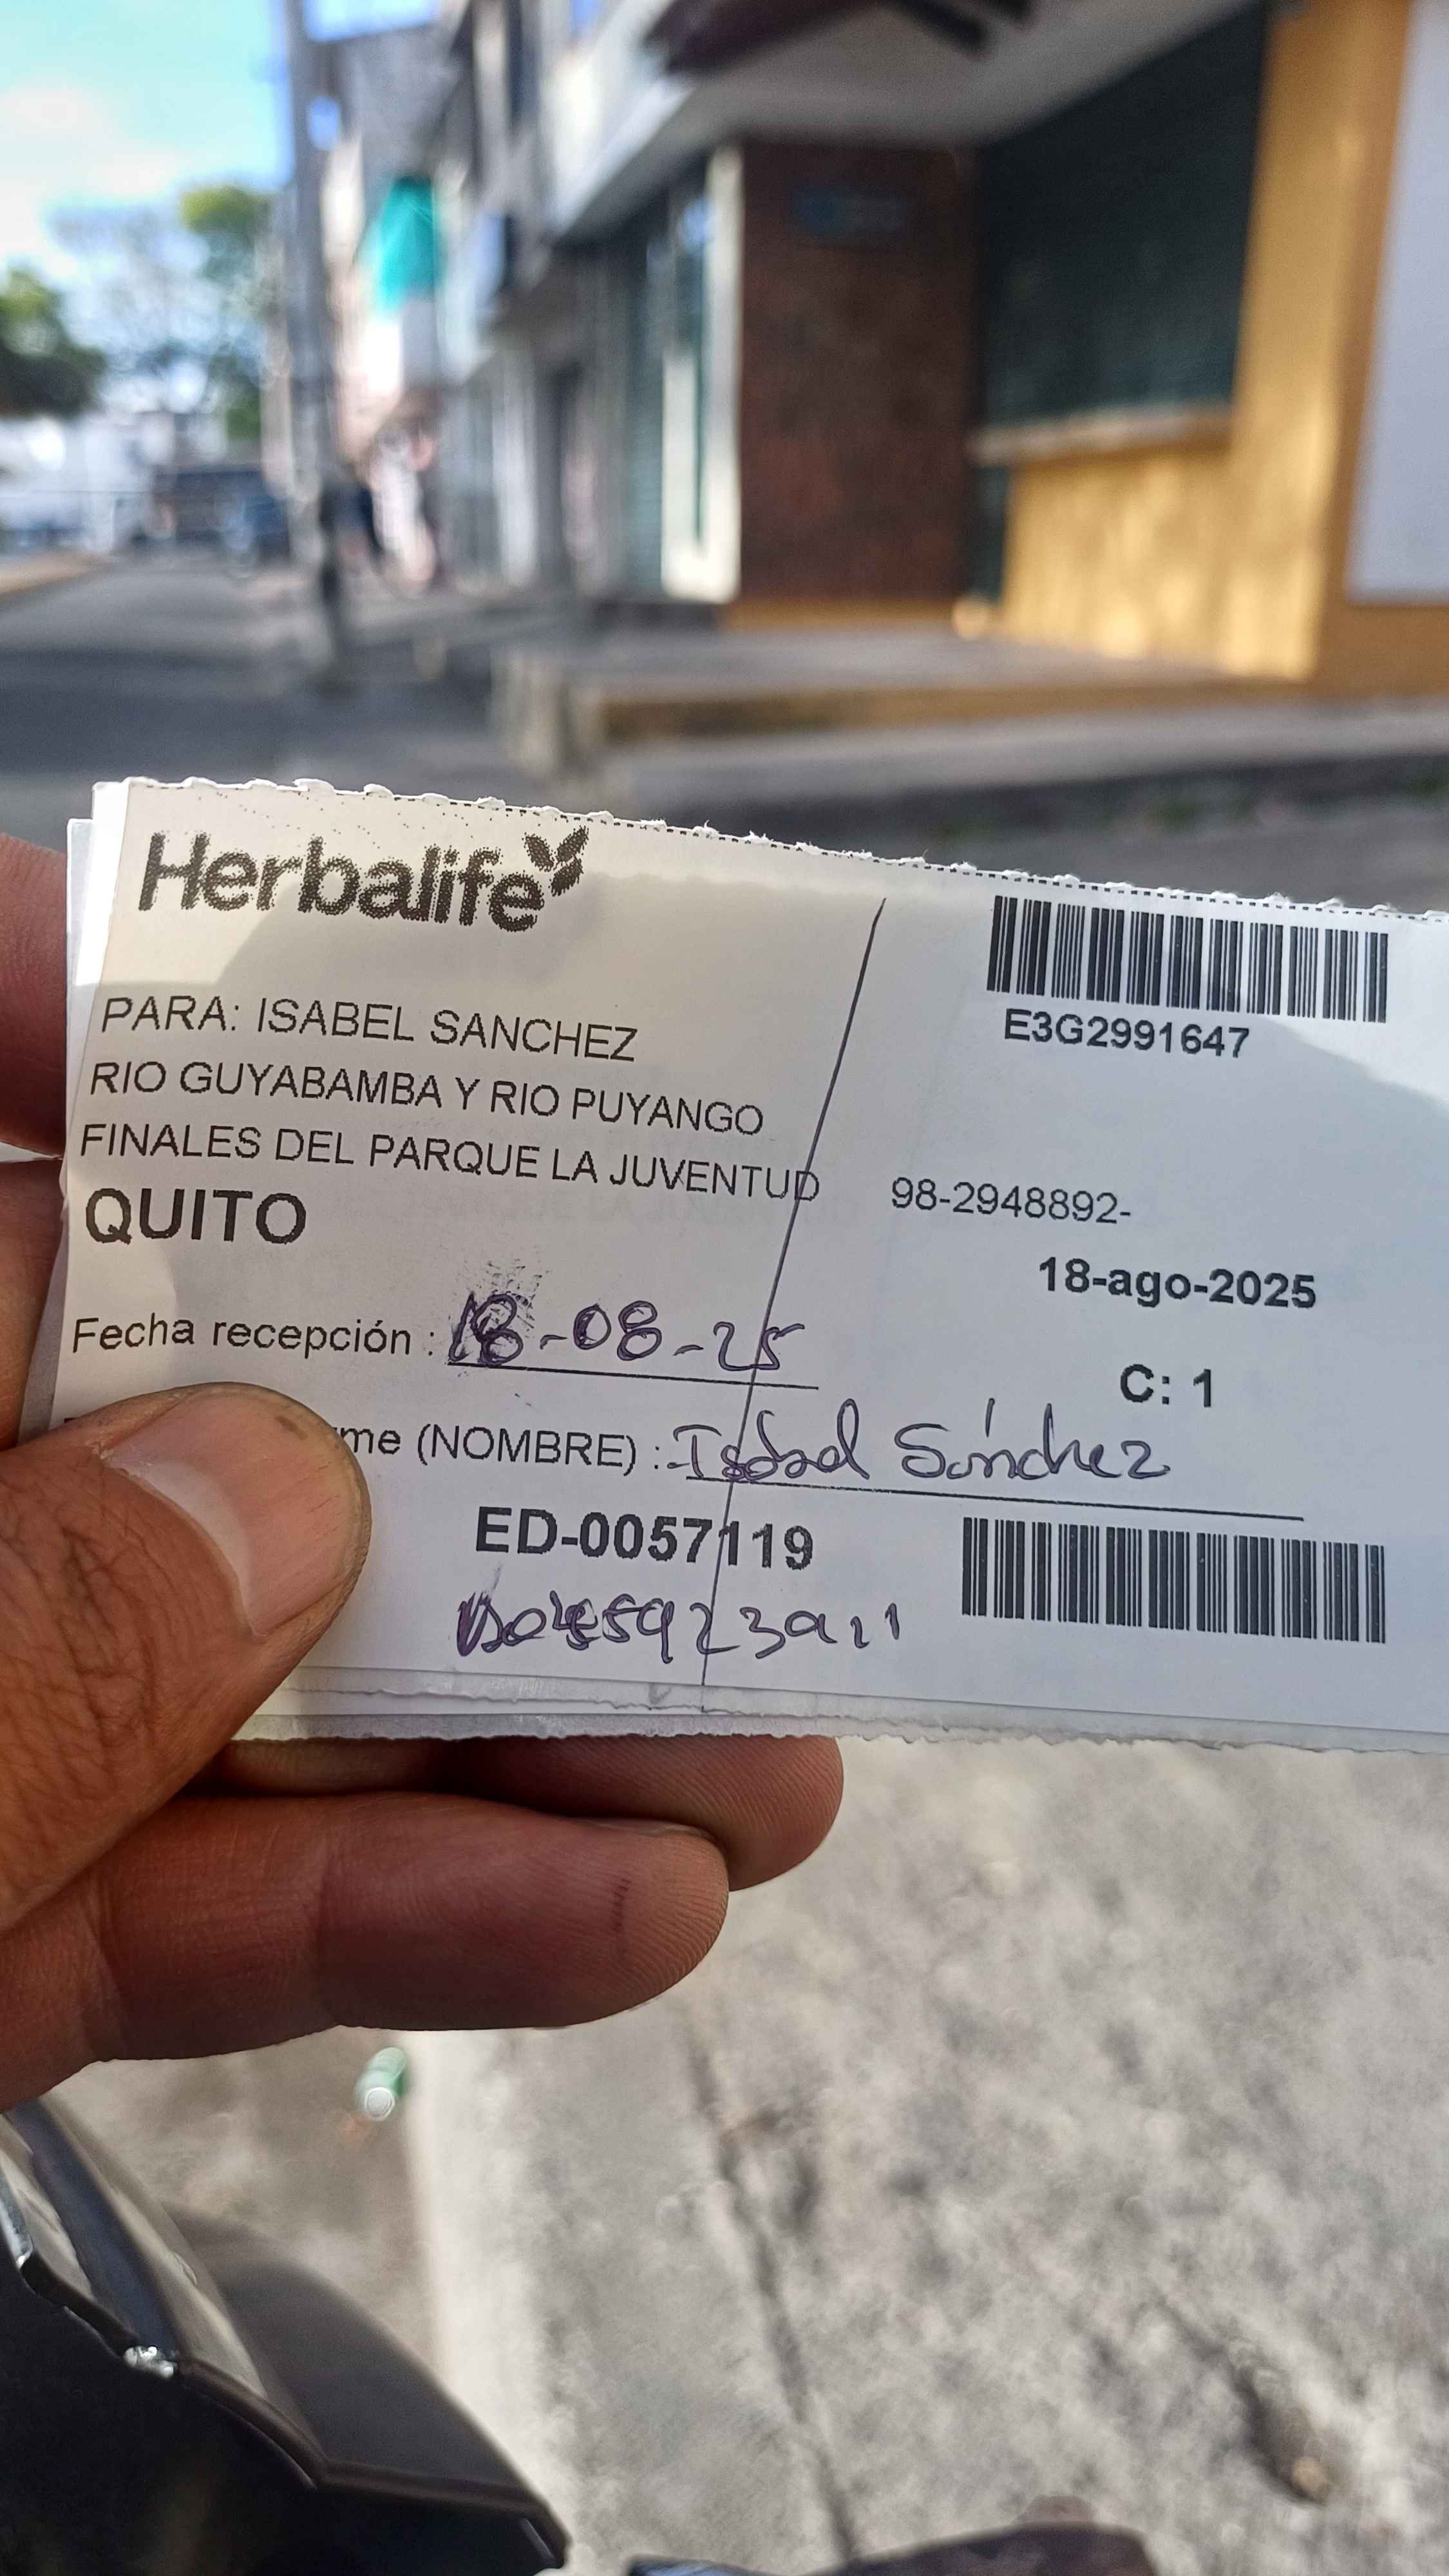 Herbalife
E3G2991647
PARA: ISABEL SANCHEZ
RIO GUYABAMBA Y RIO PUYANGO
FINALES DEL PARQUE LA JUVENTUD
98-2948892-
QUITO
18-ago-2025
Fecha recepción : 18-08-25
C: 1
(NOMBRE) : Isabel Sánchez
ED-0057119